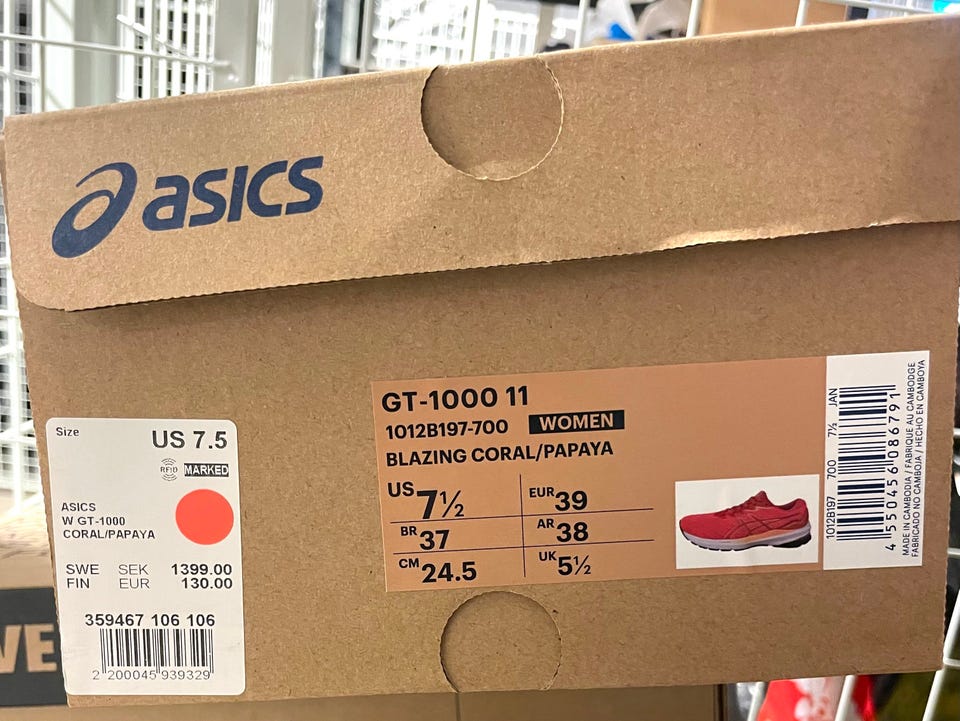 asics
GT-1000 11
1012B197-700 WOMEN
BLAZING CORAL/PAPAYA
US 7½ EUR 39
BR 37 AR 38
CM 24.5 UK 5½
1012B197 700 7½ JAN
4 550456 086791
MADE IN CAMBODIA / FABRIQUE AU CAMBODGE
FABRICADO NO CAMBOJA / HECHO EN CAMBOYA
Size US 7.5
RFID MARKED
ASICS
W GT-1000
CORAL/PAPAYA
SWE SEK 1399.00
FIN EUR 130.00
359467 106 106
2 200045 939329
VE